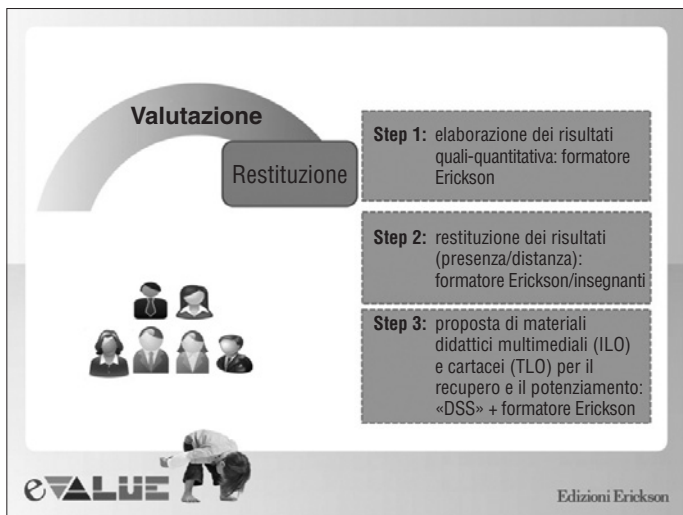 Valutazione
Restituzione
Step 1: elaborazione dei risultati
quali-quantitativa: formatore
Erickson
Step 2: restituzione dei risultati
(presenza/distanza):
formatore Erickson/insegnanti
Step 3: proposta di materiali
didattici multimediali (ILO)
e cartacei (TLO) per il
recupero e il potenziamento:
«DSS» + formatore Erickson
eVALUE
Edizioni Erickson